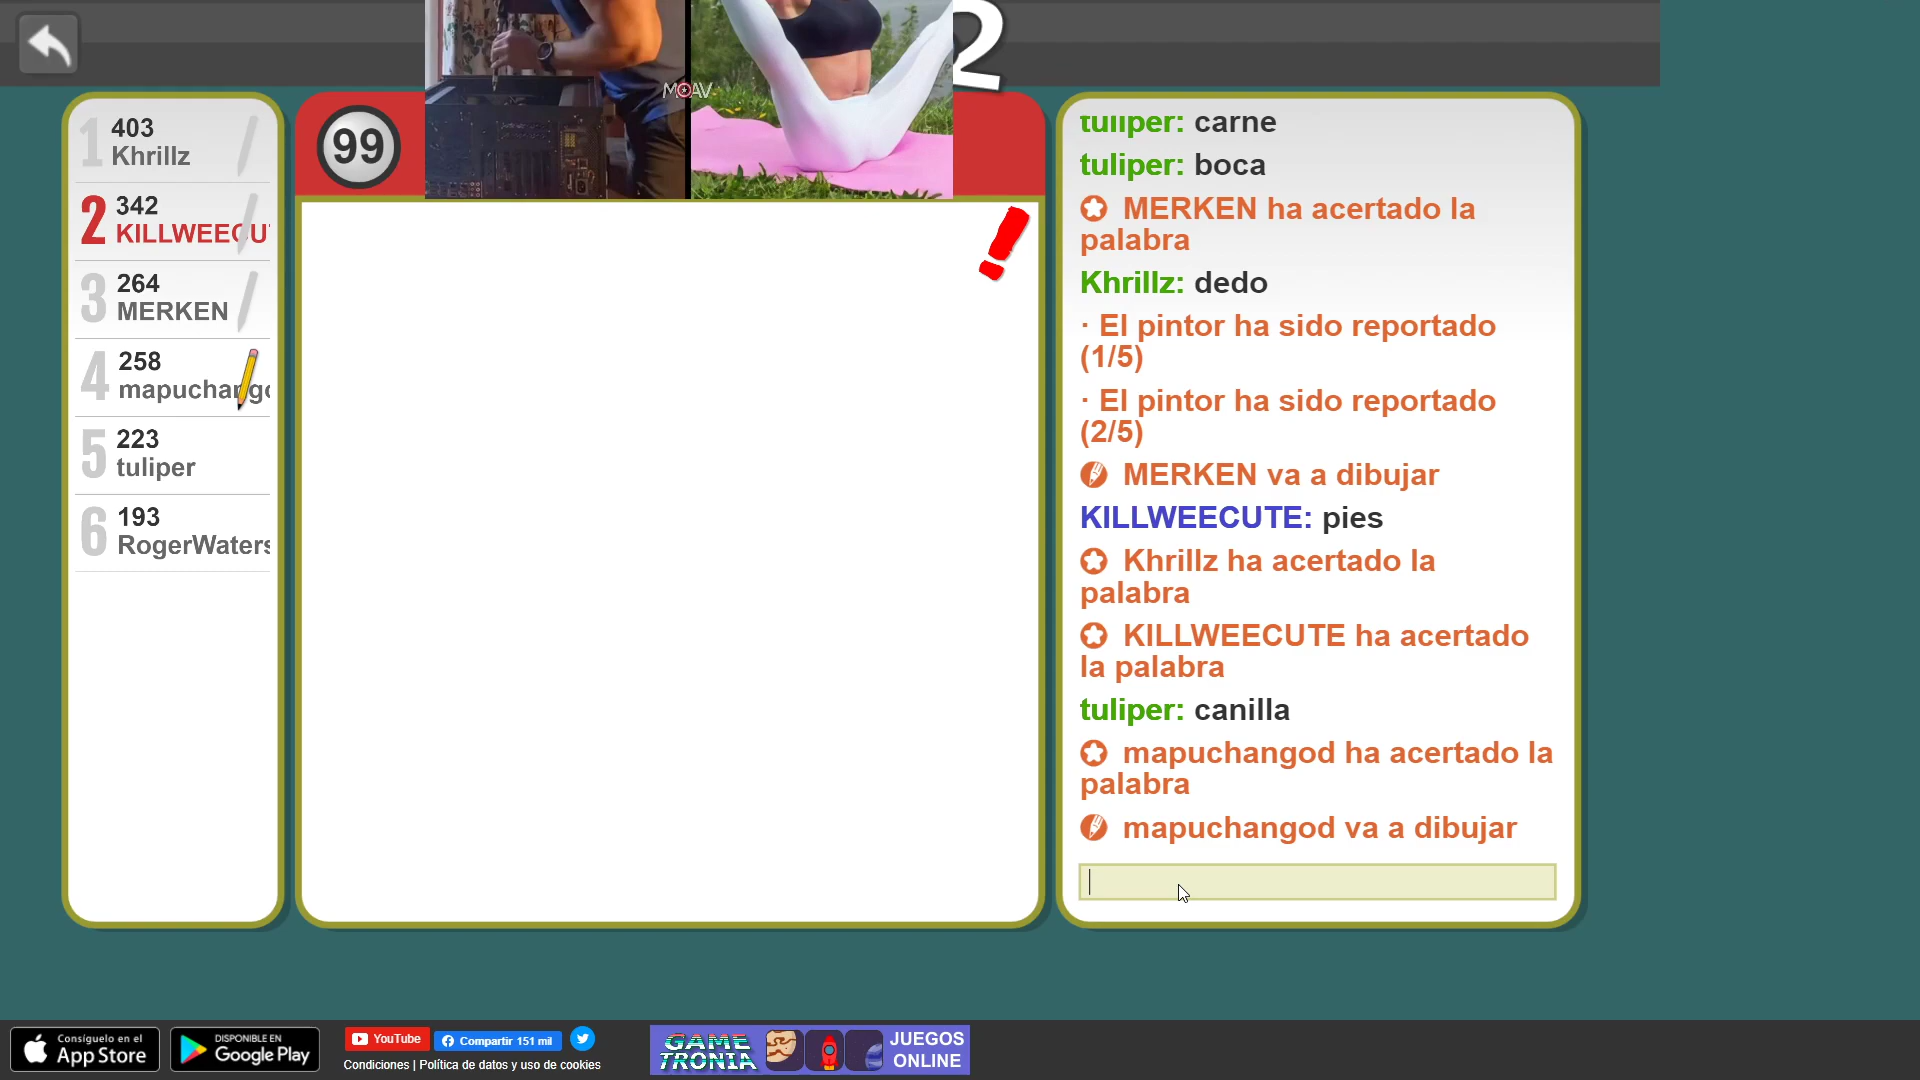 2
MOAV
1
403
Khrillz
2
342
KILLWEECU
3
264
MERKEN
4
258
mapuchango
5
223
tuliper
6
193
RogerWaters
99
!
tuliper: carne
tuliper: boca
MERKEN ha acertado la
palabra
Khrillz: dedo
· El pintor ha sido reportado
(1/5)
· El pintor ha sido reportado
(2/5)
MERKEN va a dibujar
KILLWEECUTE: pies
Khrillz ha acertado la
palabra
KILLWEECUTE ha acertado
la palabra
tuliper: canilla
mapuchangod ha acertado la
palabra
mapuchangod va a dibujar
Consíguelo en el
App Store
DISPONIBLE EN
Google Play
YouTube
Compartir 151 mil
Condiciones | Política de datos y uso de cookies
GAME
TRONIA
JUEGOS
ONLINE